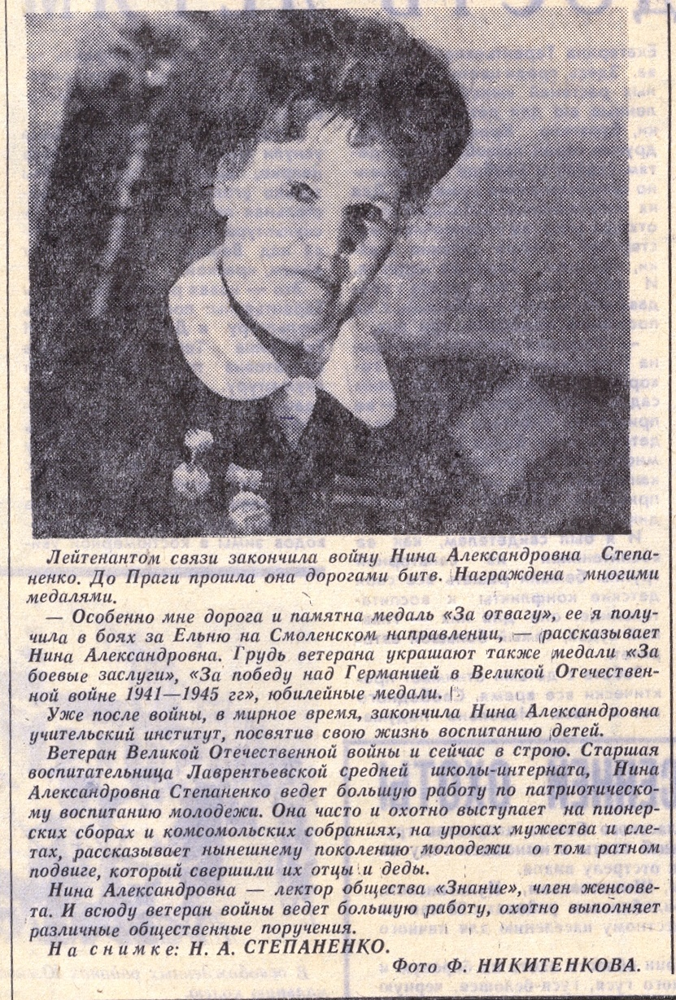 Лейтенантом связи закончила войну Нина Александровна Степа-
ненко. До Праги прошла она дорогами битв. Награждена многими
медалями.
— Особенно мне дорога и памятна медаль «За отвагу», ее я полу-
чила в боях за Ельню на Смоленском направлении, — рассказывает
Нина Александровна. Грудь ветерана украшают также медали «За
боевые заслуги», «За победу над Германией в Великой Отечествен-
ной войне 1941—1945 гг», юбилейные медали.
Уже после войны, в мирное время, закончила Нина Александровна
учительский институт, посвятив свою жизнь воспитанию детей.
Ветеран Великой Отечественной войны и сейчас в строю. Старшая
воспитательница Лаврентьевской средней школы-интерната, Нина
Александровна Степаненко ведет большую работу по патриотическо-
му воспитанию молодежи. Она часто и охотно выступает на пионер-
ских сборах и комсомольских собраниях, на уроках мужества и сле-
тах, рассказывает нынешнему поколению молодежи о том ратном
подвиге, который свершили их отцы и деды.
Нина Александровна — лектор общества «Знание», член женсове-
та. И всюду ветеран войны ведет большую работу, охотно выполняет
различные общественные поручения.
На снимке: Н. А. СТЕПАНЕНКО.
Фото Ф. НИКИТЕНКОВА.